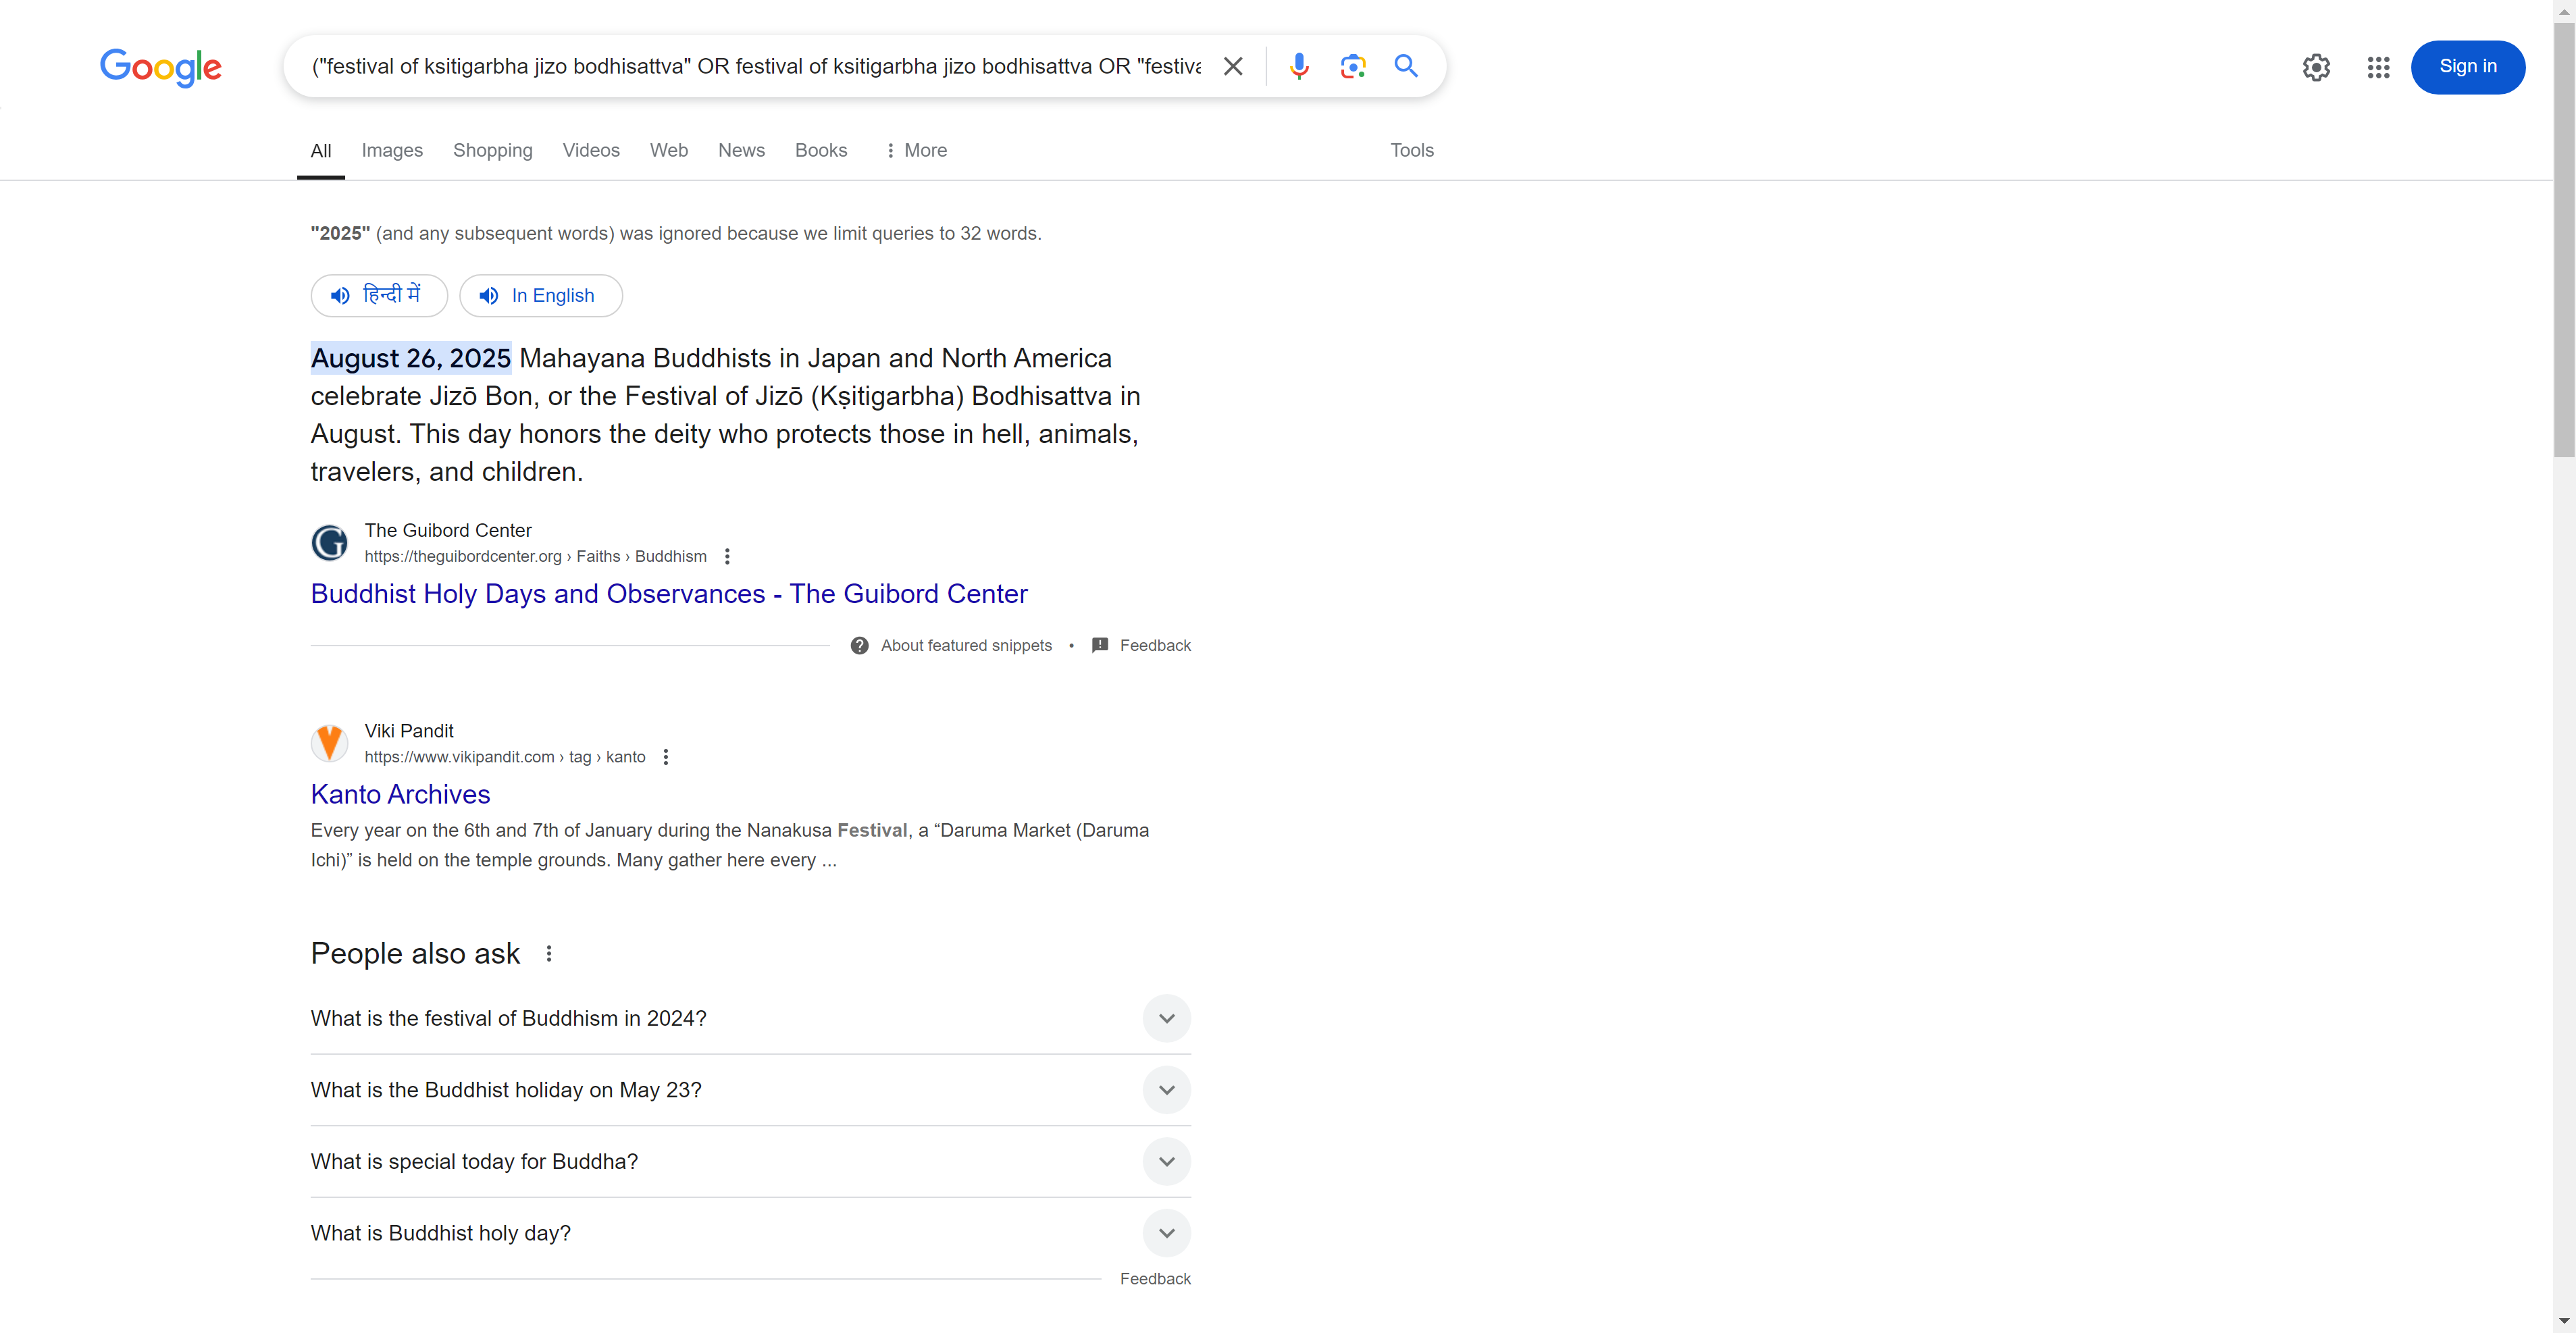 Google
("festival of ksitigarbha jizo bodhisattva" OR festival of ksitigarbha jizo bodhisattva OR "festiva
Sign in
All Images Shopping Videos Web News Books More Tools
"2025" (and any subsequent words) was ignored because we limit queries to 32 words.
हिन्दी में In English
August 26, 2025 Mahayana Buddhists in Japan and North America
celebrate Jizō Bon, or the Festival of Jizō (Kṣitigarbha) Bodhisattva in
August. This day honors the deity who protects those in hell, animals,
travelers, and children.
G
The Guibord Center
https://theguibordcenter.org › Faiths › Buddhism
Buddhist Holy Days and Observances - The Guibord Center
About featured snippets • Feedback
Viki Pandit
https://www.vikipandit.com › tag › kanto
Kanto Archives
Every year on the 6th and 7th of January during the Nanakusa Festival, a “Daruma Market (Daruma
Ichi)” is held on the temple grounds. Many gather here every ...
People also ask
What is the festival of Buddhism in 2024?
What is the Buddhist holiday on May 23?
What is special today for Buddha?
What is Buddhist holy day?
Feedback